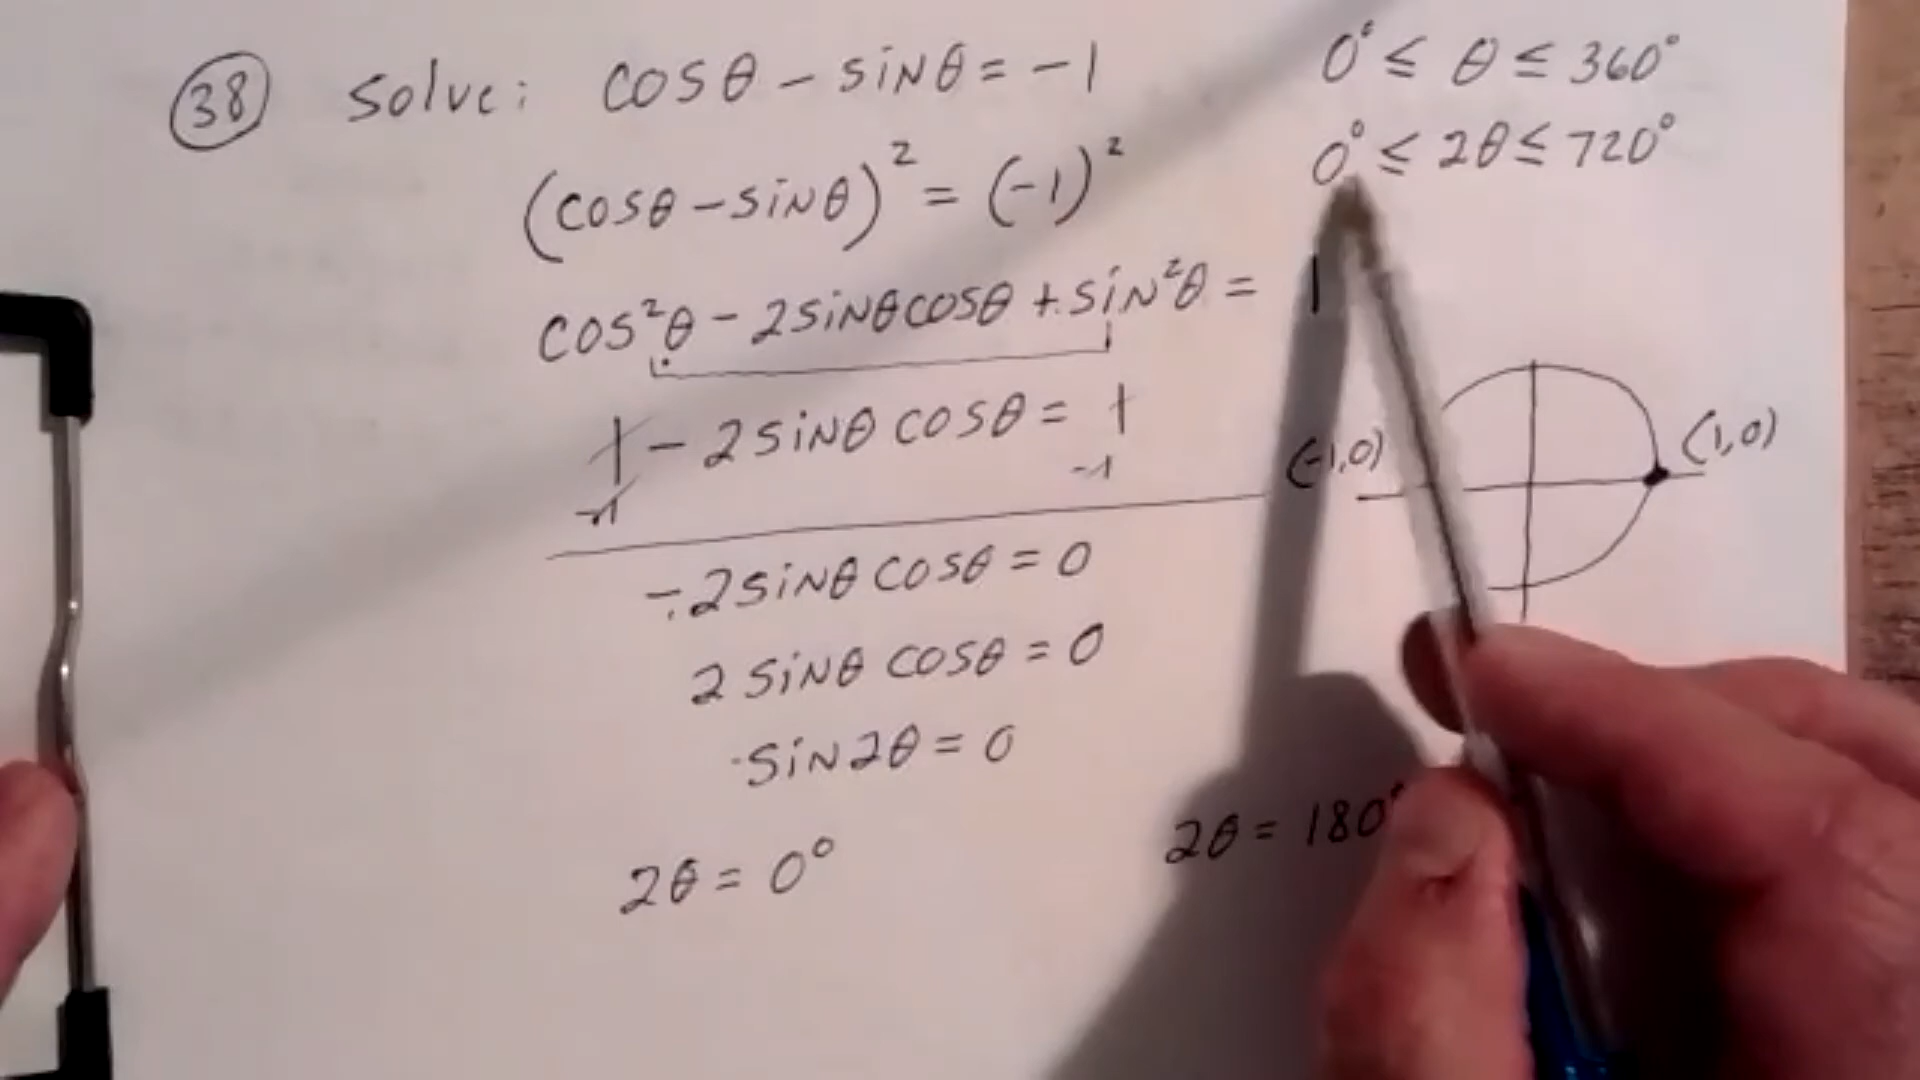 38 Solve: cosθ - sinθ = -1
0° ≤ θ ≤ 360°
0° ≤ 2θ ≤ 720°
(cosθ - sinθ)² = (-1)²
cos²θ - 2sinθcosθ + sin²θ = 1
1 - 2sinθ cosθ = 1
-1 -1
(-1,0) (1,0)
-2sinθ cosθ = 0
2 sinθ cosθ = 0
sin2θ = 0
2θ = 0° 2θ = 180°